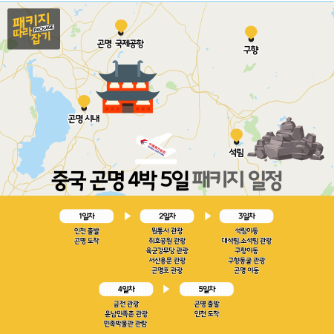 패키지
따라
PACKAGE
잡기
곤명 국제공항
구향
곤명 시내
석림
중국 곤명 4박 5일 패키지 일정
1일차
인천 출발
곤명 도착
2일차
원통사 관광
취호공원 관광
육군강무당 관광
서산용문 관광
곤명호 관광
3일차
석림이동
대석림,소석림 관광
구향이동
구향동굴 관광
곤명 이동
4일차
금전 관광
운남민족촌 관광
민족박물관 관람
5일차
곤명 출발
인천 도착